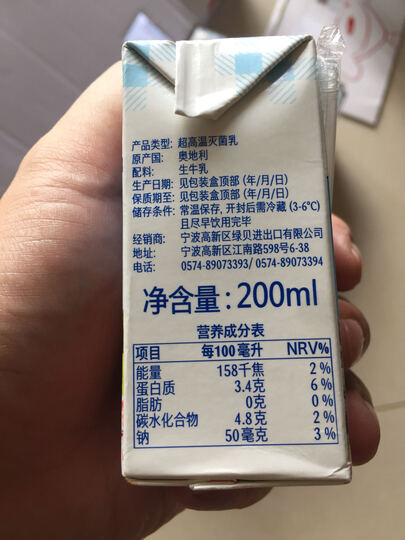 产品类型: 超高温灭菌乳
原产国: 奥地利
配料: 生牛乳
生产日期: 见包装盒顶部 (年/月/日)
保质期至: 见包装盒顶部 (年/月/日)
储存条件: 常温保存, 开封后需冷藏 (3-6℃)
且尽早饮用完毕
经销商: 宁波高新区绿贝进出口有限公司
地址: 宁波高新区江南路598号6-38
电话: 0574-89073393/ 0574-89073394
净含量: 200ml
营养成分表
项目 每100毫升 NRV%
能量 158千焦 2%
蛋白质 3.4克 6%
脂肪 0克 0%
碳水化合物 4.8克 2%
钠 50毫克 3%